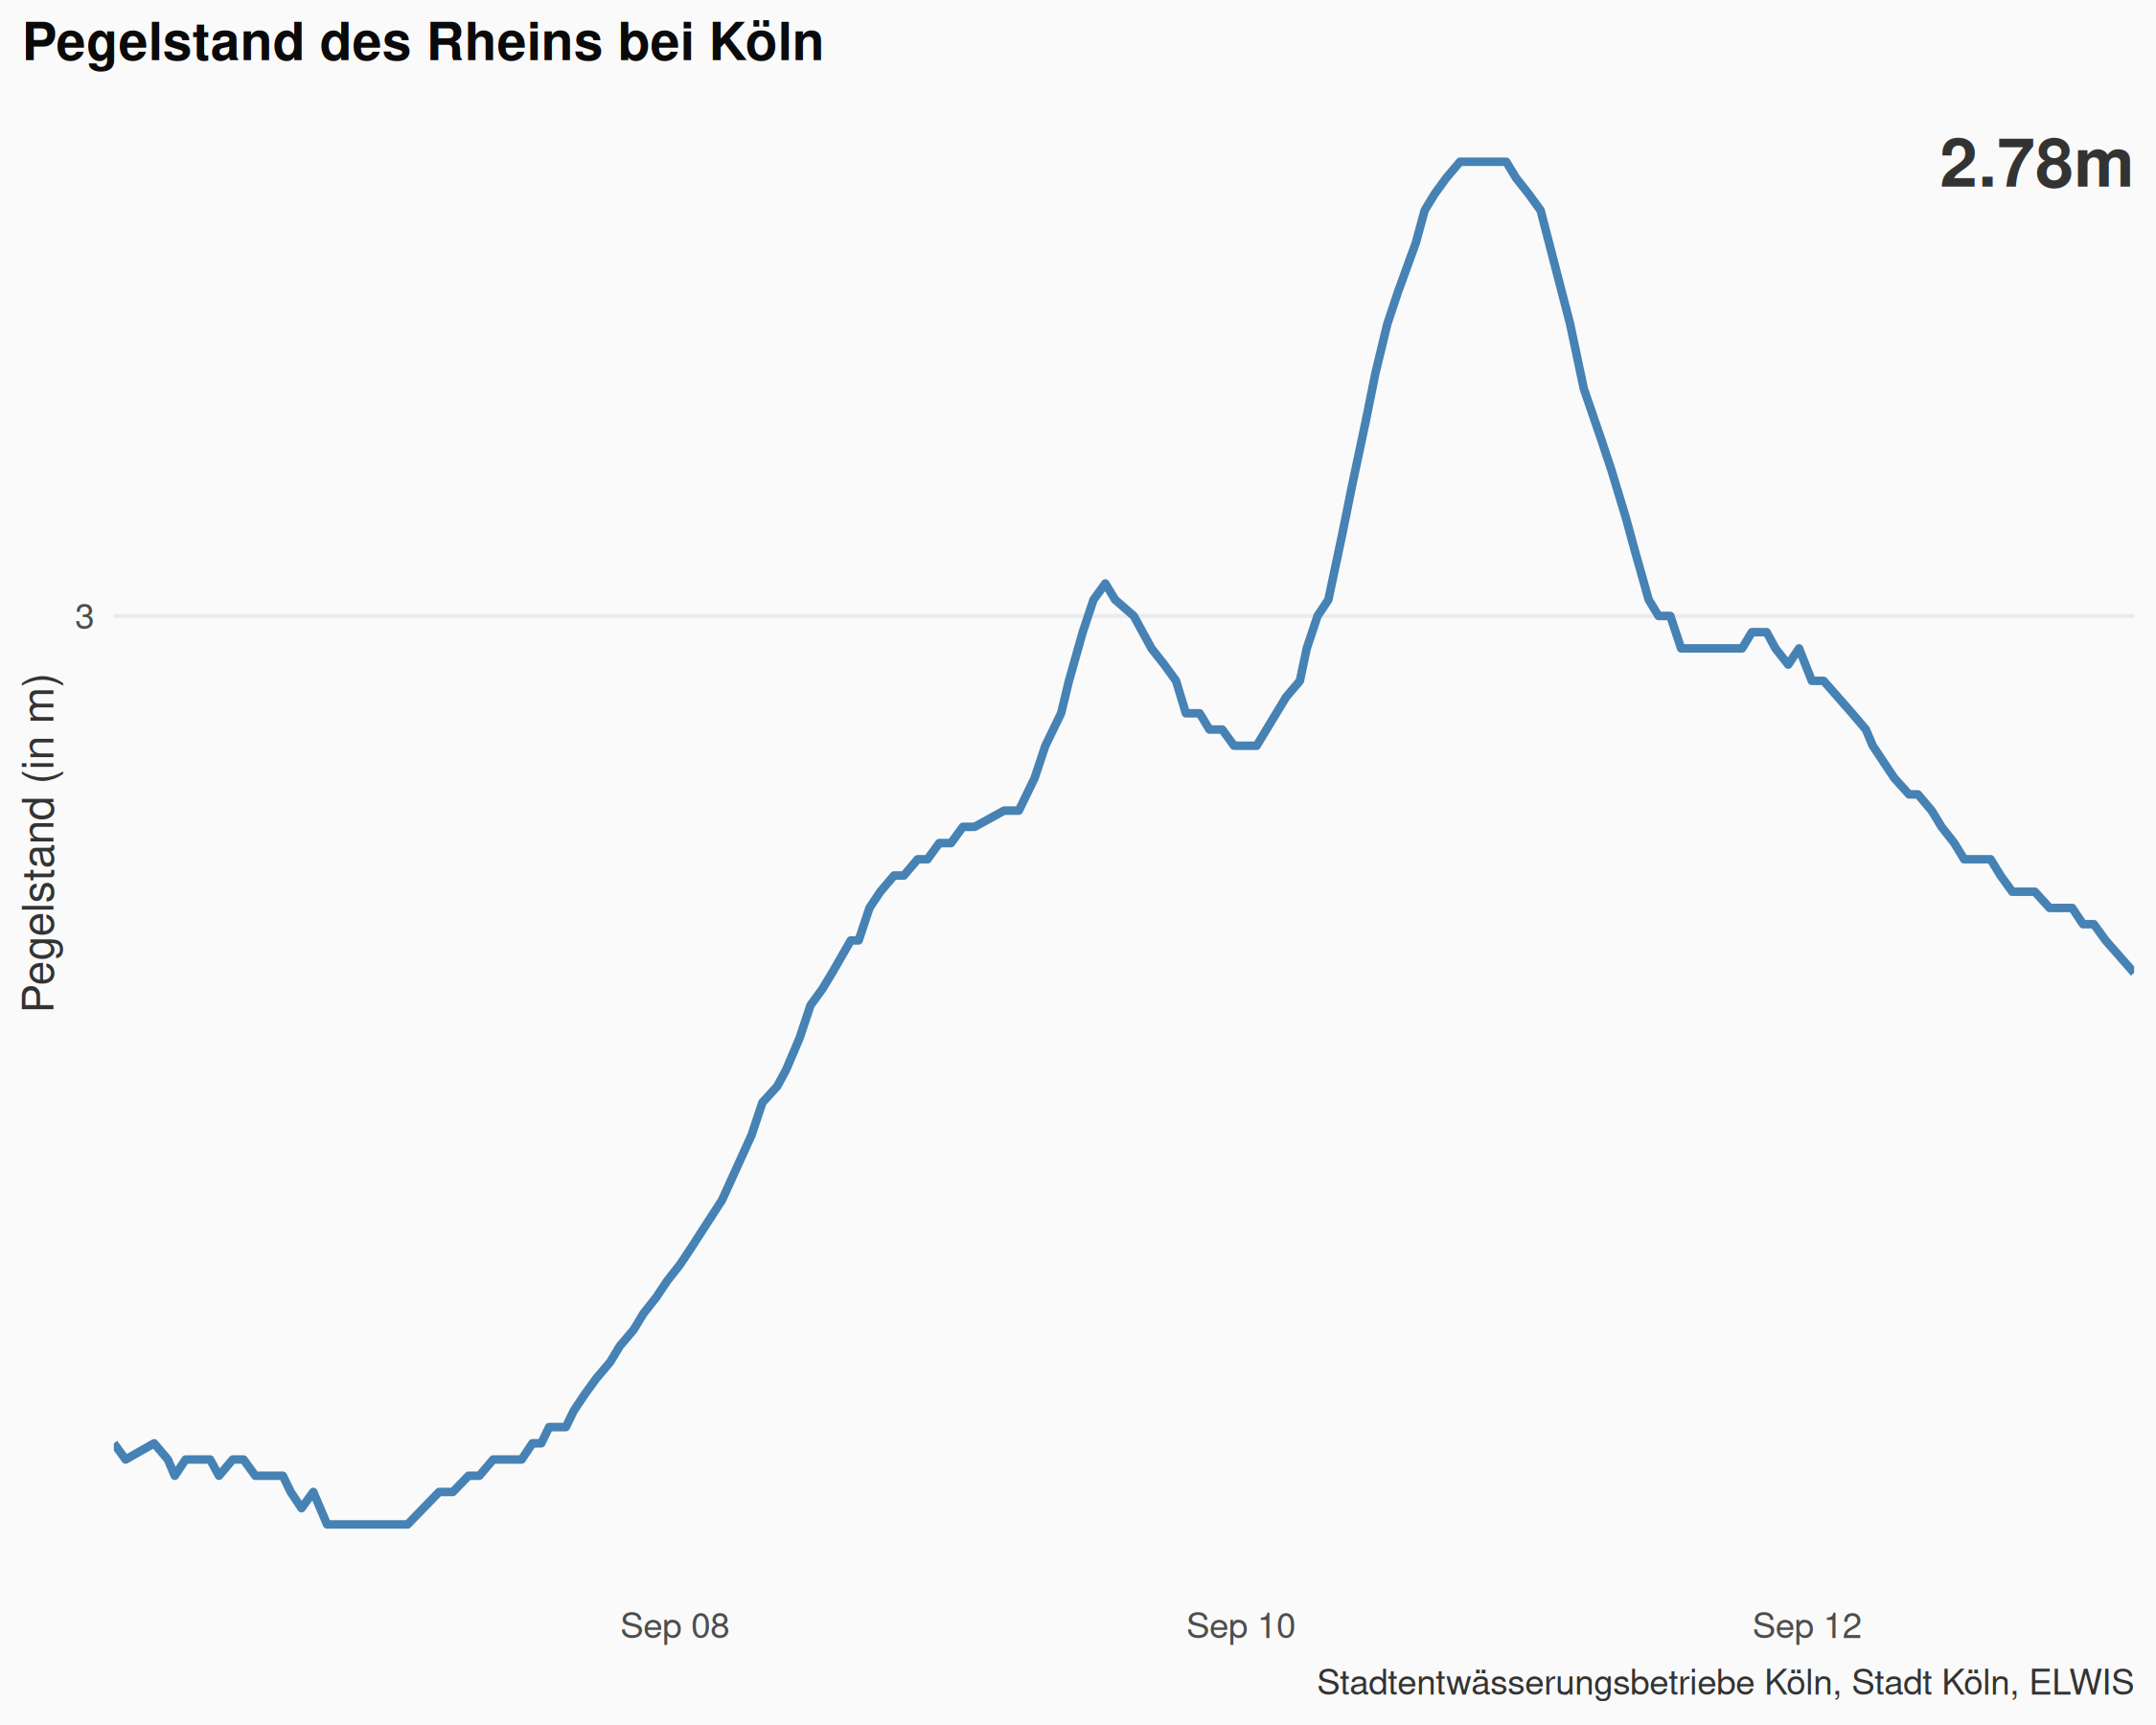 Pegelstand des Rheins bei Köln
2.78m
3
Pegelstand (in m)
Sep 08
Sep 10
Sep 12
Stadtentwässerungsbetriebe Köln, Stadt Köln, ELWIS